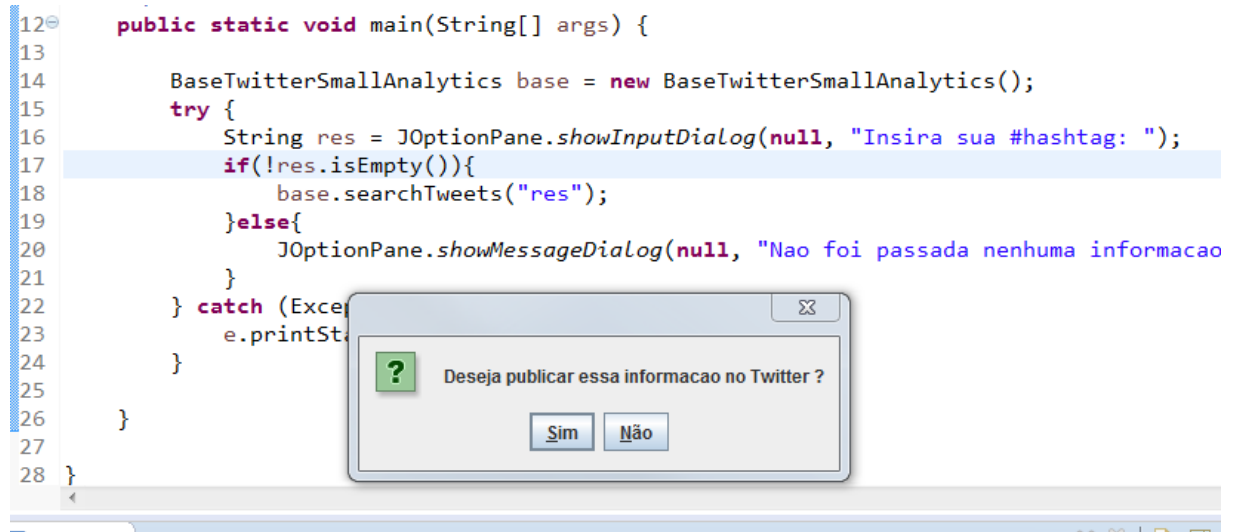 12 public static void main(String[] args) {
13
14 BaseTwitterSmallAnalytics base = new BaseTwitterSmallAnalytics();
15 try {
16 String res = JOptionPane.showInputDialog(null, "Insira sua #hashtag: ");
17 if(!res.isEmpty()){
18 base.searchTweets("res");
19 }else{
20 JOptionPane.showMessageDialog(null, "Nao foi passada nenhuma informacao
21 }
22 } catch (Excep
23 e.printSta
24 }
25
26 }
27
28 }
Deseja publicar essa informacao no Twitter ?
Sim Não